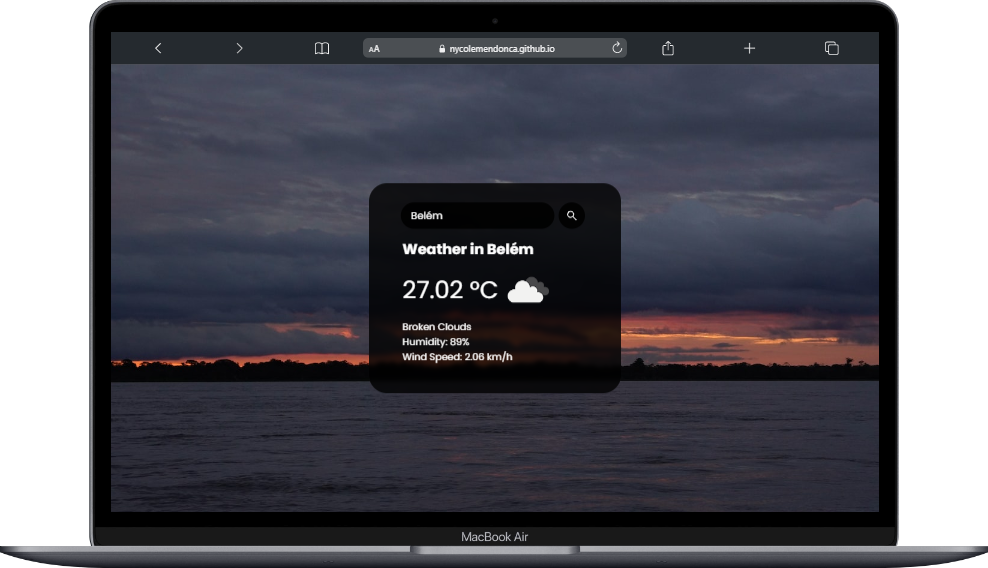 AA nycolemendonca.github.io
Belém
Weather in Belém
27.02 °C
Broken Clouds
Humidity: 89%
Wind Speed: 2.06 km/h
MacBook Air